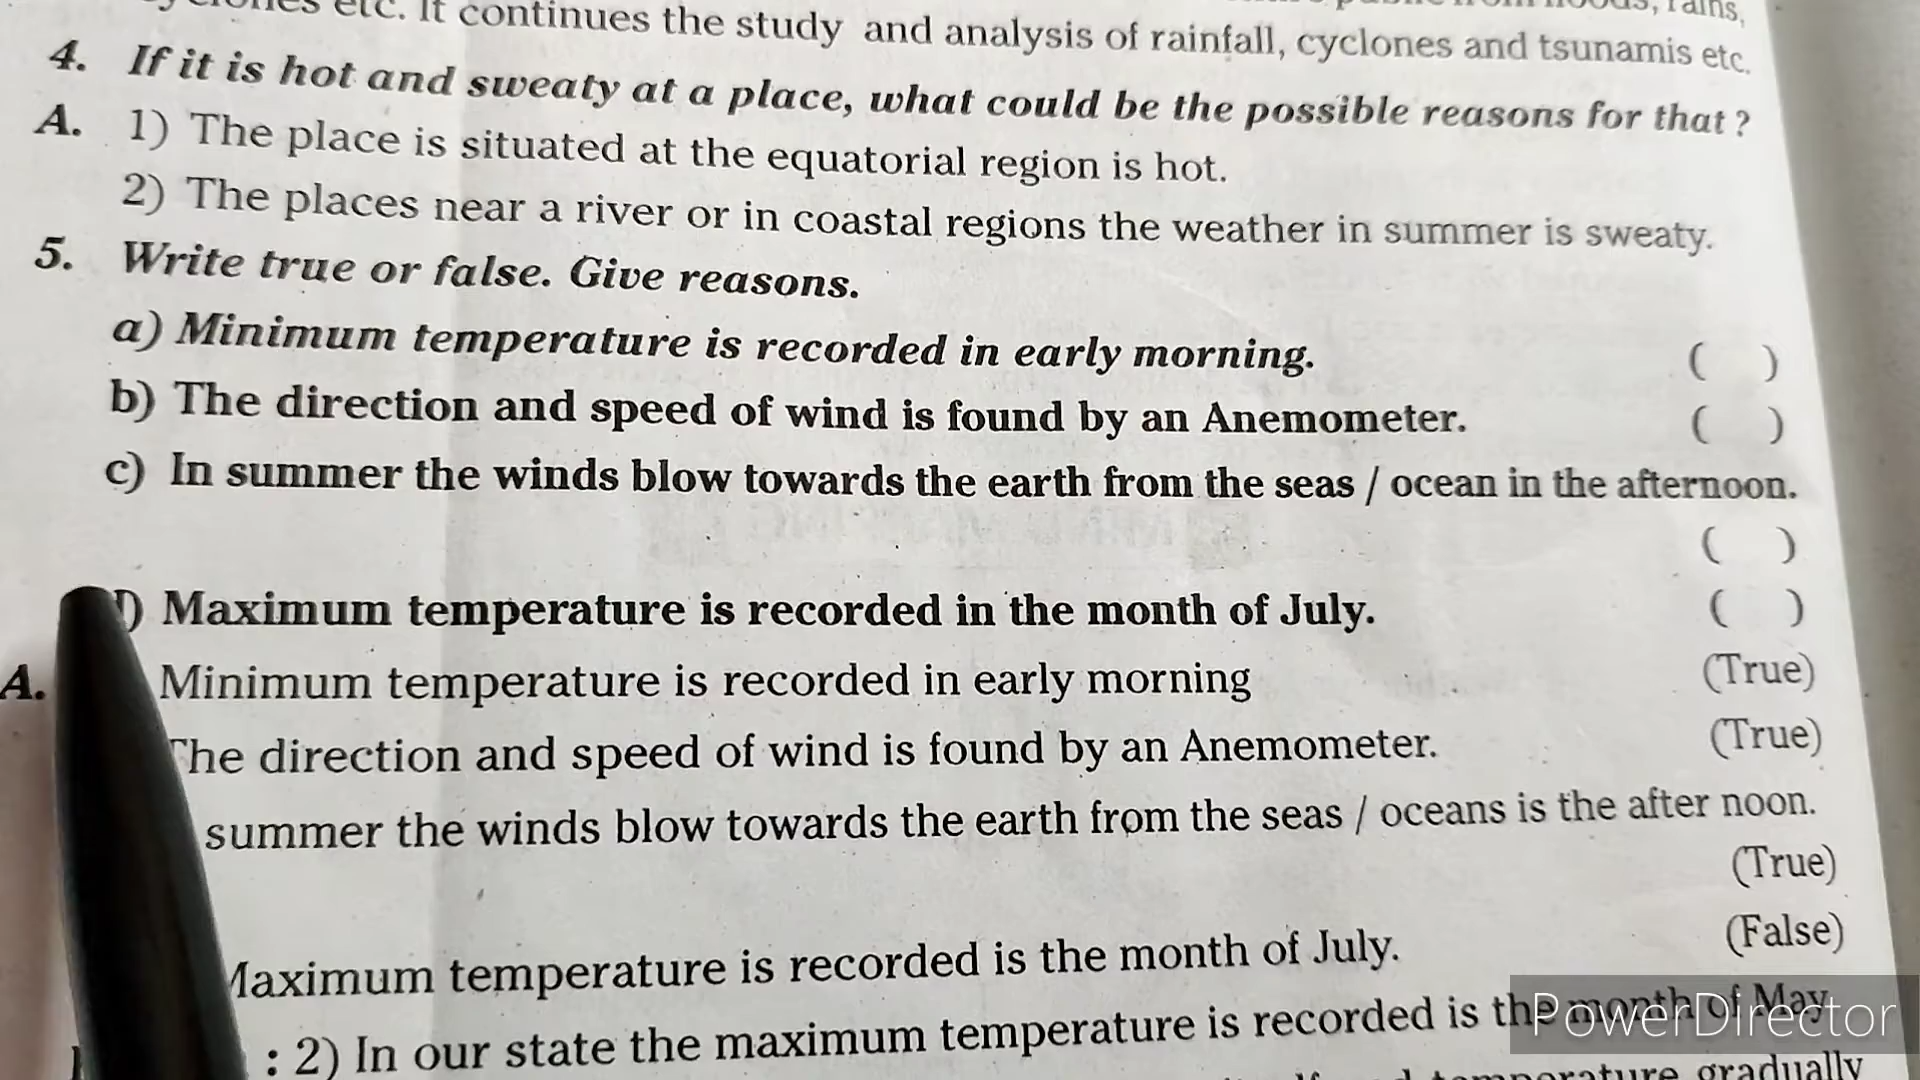 etc. It continues the study and analysis of rainfall, cyclones and tsunamis etc.
4. If it is hot and sweaty at a place, what could be the possible reasons for that ?
A. 1) The place is situated at the equatorial region is hot.
2) The places near a river or in coastal regions the weather in summer is sweaty.
5. Write true or false. Give reasons.
a) Minimum temperature is recorded in early morning. ( )
b) The direction and speed of wind is found by an Anemometer. ( )
c) In summer the winds blow towards the earth from the seas / ocean in the afternoon.
( )
) Maximum temperature is recorded in the month of July. ( )
A. Minimum temperature is recorded in early morning (True)
The direction and speed of wind is found by an Anemometer. (True)
summer the winds blow towards the earth from the seas / oceans is the after noon.
(True)
Maximum temperature is recorded is the month of July. (False)
: 2) In our state the maximum temperature is recorded is the month of May
temperature gradually
PowerDirector